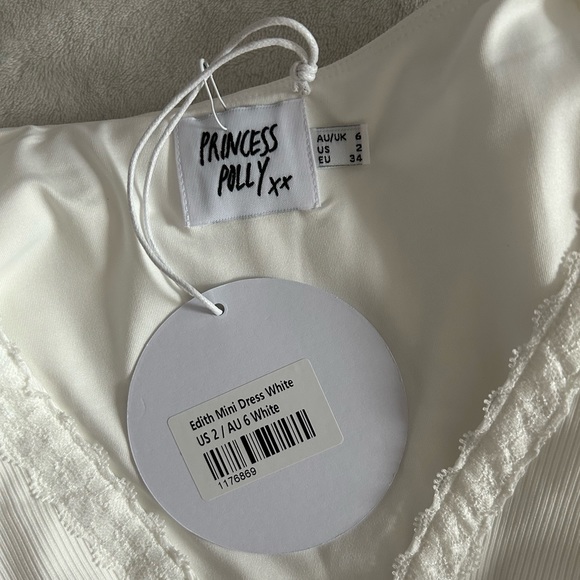 PRINCESS
POLLY xx
AU/UK 6
US 2
EU 34
Edith Mini Dress White
US 2 / AU 6 White
1176869